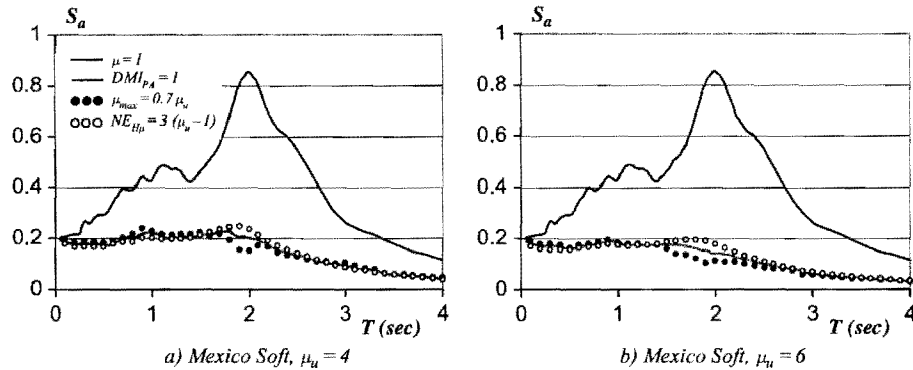 Sa
1
0.8
0.6
0.4
0.2
0
μ = 1
DMI_PA = 1
μ_max = 0.7 μ_u
NE_Hμ = 3 (μ_u – 1)
0 1 2 3 4
T (sec)
a) Mexico Soft, μ_u = 4
Sa
1
0.8
0.6
0.4
0.2
0
0 1 2 3 4
T (sec)
b) Mexico Soft, μ_u = 6